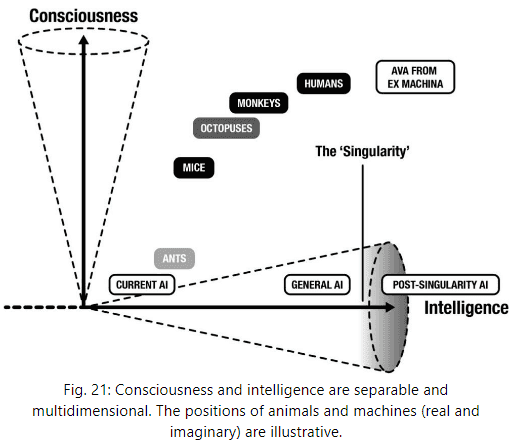 Consciousness
HUMANS
AVA FROM
EX MACHINA
MONKEYS
OCTOPUSES
The ‘Singularity’
MICE
ANTS
CURRENT AI
GENERAL AI
POST-SINGULARITY AI
Intelligence
Fig. 21: Consciousness and intelligence are separable and
multidimensional. The positions of animals and machines (real and
imaginary) are illustrative.